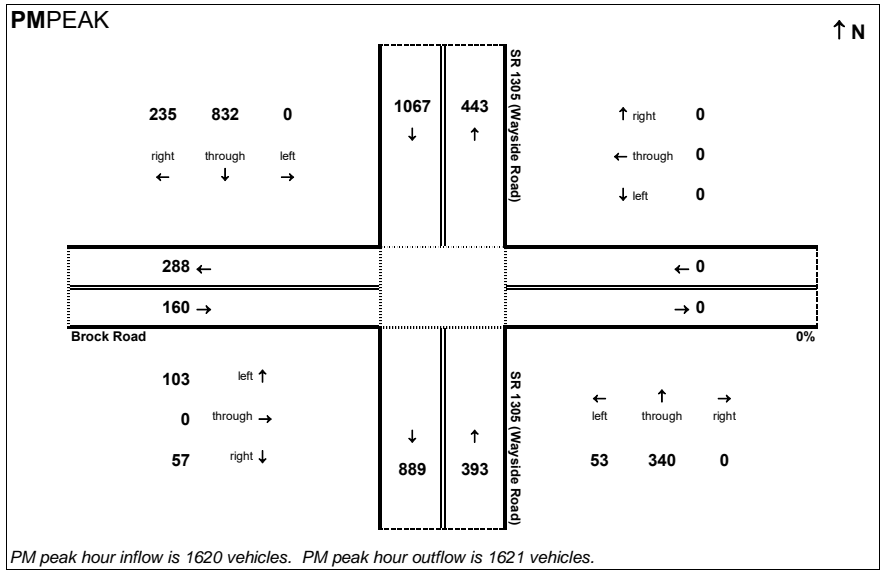 PMPEAK
↑ N
235 832 0
right through left
← ↓ →
1067 443
↓ ↑
SR 1305 (Wayside Road)
↑ right 0
← through 0
↓ left 0
288 ←
160 →
← 0
→ 0
Brock Road
0%
103 left ↑
0 through →
57 right ↓
↓ ↑
889 393
SR 1305 (Wayside Road)
← ↑ →
left through right
53 340 0
PM peak hour inflow is 1620 vehicles. PM peak hour outflow is 1621 vehicles.